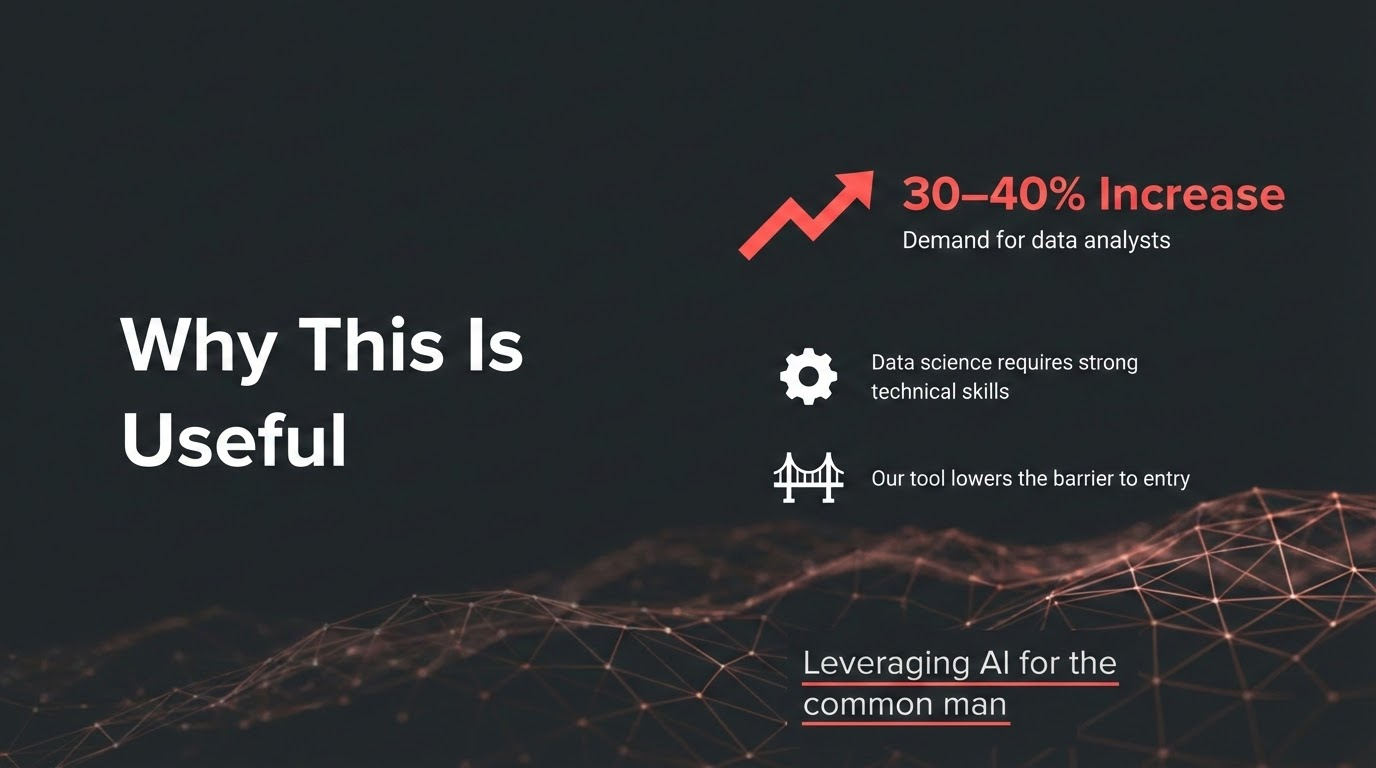 Why This Is
Useful
30–40% Increase
Demand for data analysts
Data science requires strong
technical skills
Our tool lowers the barrier to entry
Leveraging AI for the
common man